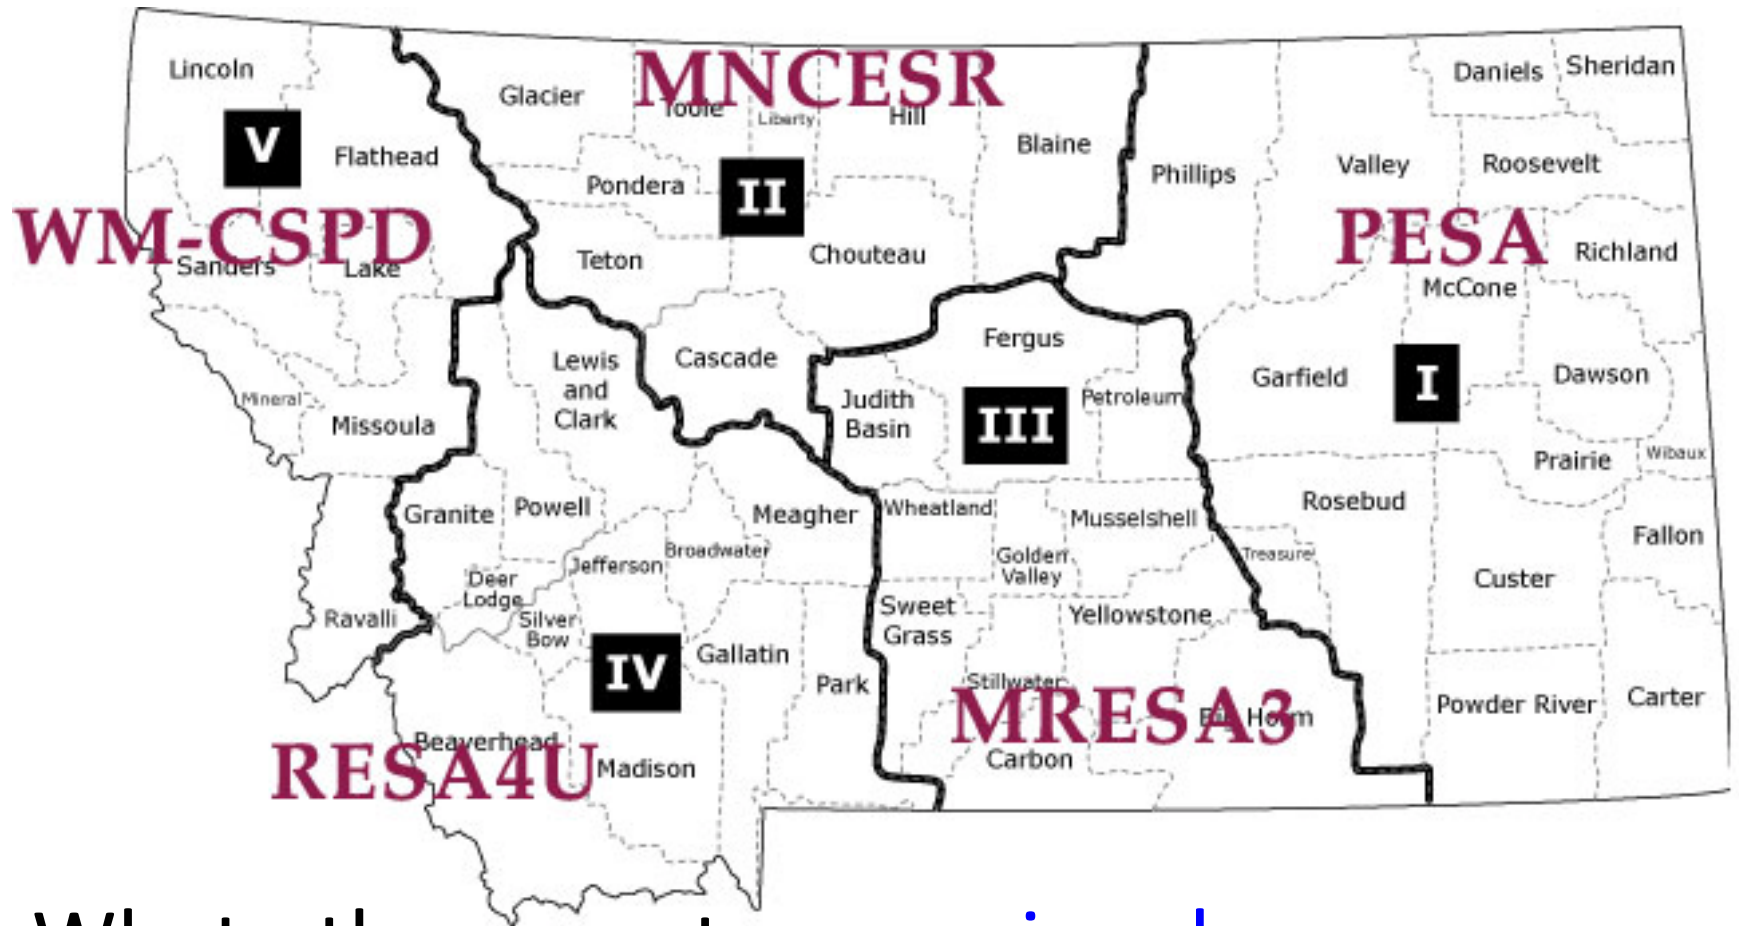 Lincoln
Flathead
V
WM-CSPD
Sanders
Lake
Mineral
Missoula
Ravalli
MNCESR
Glacier
Toole
Liberty
Hill
Blaine
Pondera
II
Teton
Chouteau
Cascade
PESA
Phillips
Valley
Daniels
Sheridan
Roosevelt
Richland
McCone
Garfield
I
Dawson
Prairie
Wibaux
Rosebud
Treasure
Custer
Fallon
Powder River
Carter
Fergus
Judith
Basin
III
Petroleum
Wheatland
Golden
Valley
Musselshell
Sweet
Grass
Yellowstone
Stillwater
MRESA3
Big Horn
Carbon
Lewis
and
Clark
Granite
Powell
Meagher
Deer
Lodge
Jefferson
Broadwater
Silver
Bow
IV
Gallatin
Park
Beaverhead
RESA4U
Madison